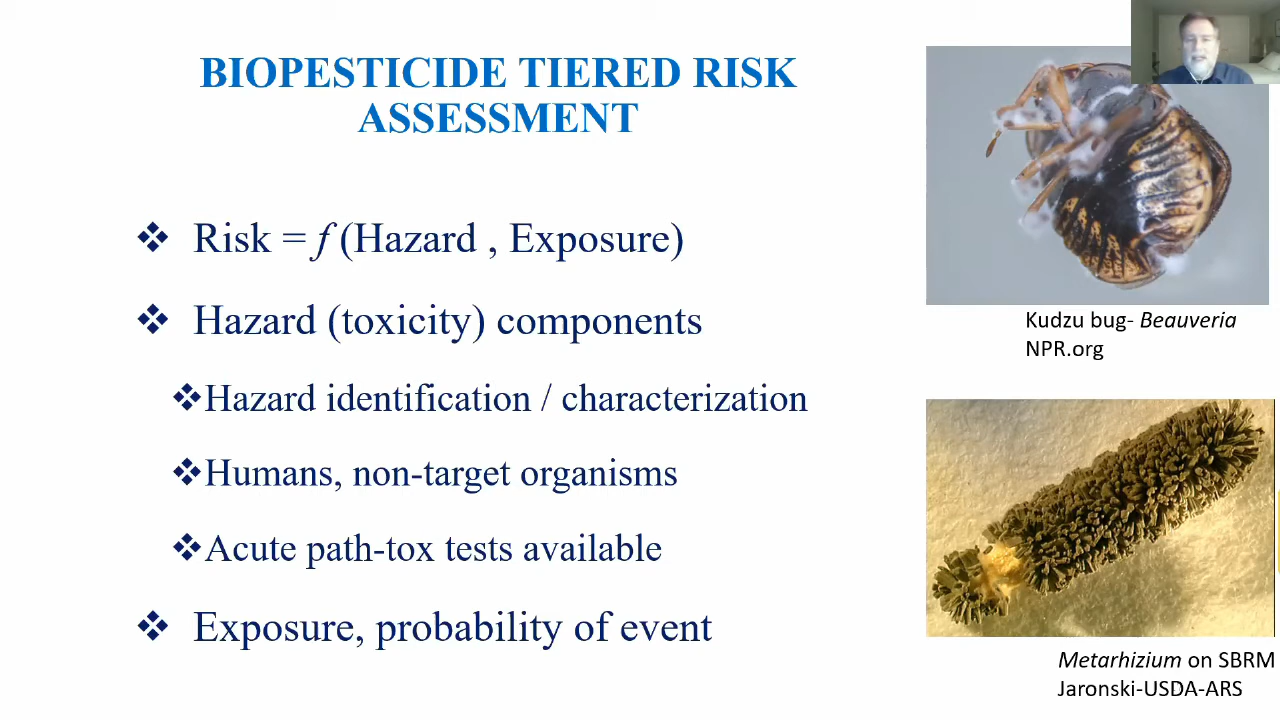 BIOPESTICIDE TIERED RISK
ASSESSMENT
❖ Risk = f (Hazard , Exposure)
❖ Hazard (toxicity) components
❖Hazard identification / characterization
❖Humans, non-target organisms
❖Acute path-tox tests available
❖ Exposure, probability of event
Kudzu bug- Beauveria
NPR.org
Metarhizium on SBRM
Jaronski-USDA-ARS